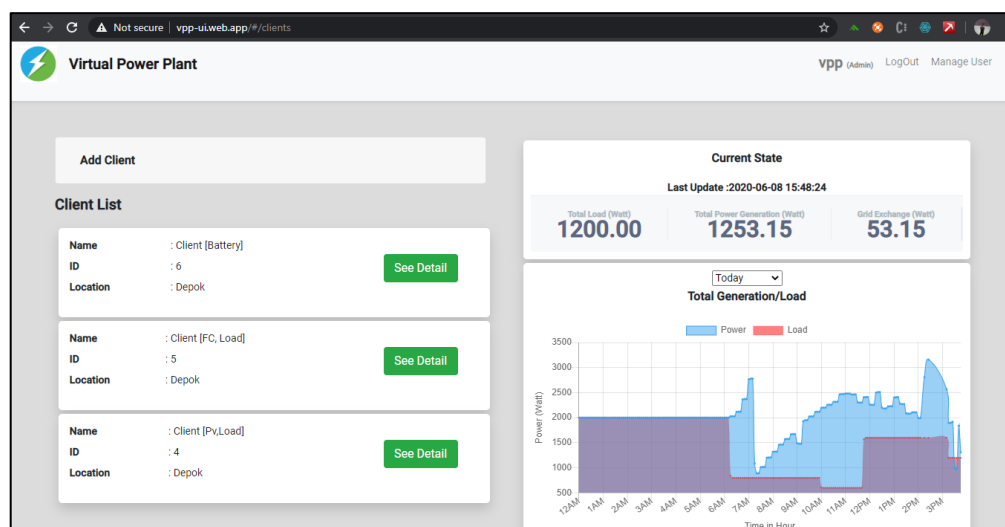 Not secure | vpp-ui.web.app/#/clients
Virtual Power Plant
vpp (Admin) LogOut Manage User
Add Client
Client List
Name : Client [Battery]
ID : 6
Location : Depok
See Detail
Name : Client [FC, Load]
ID : 5
Location : Depok
See Detail
Name : Client [Pv,Load]
ID : 4
Location : Depok
See Detail
Current State
Last Update :2020-06-08 15:48:24
Total Load (Watt) Total Power Generation (Watt) Grid Exchange (Watt)
1200.00 1253.15 53.15
Today
Total Generation/Load
Power Load
Power (Watt)
3500
3000
2500
2000
1500
1000
500
12AM 1AM 2AM 3AM 4AM 5AM 6AM 7AM 8AM 9AM 10AM 11AM 12PM 1PM 2PM 3PM
Time in Hour